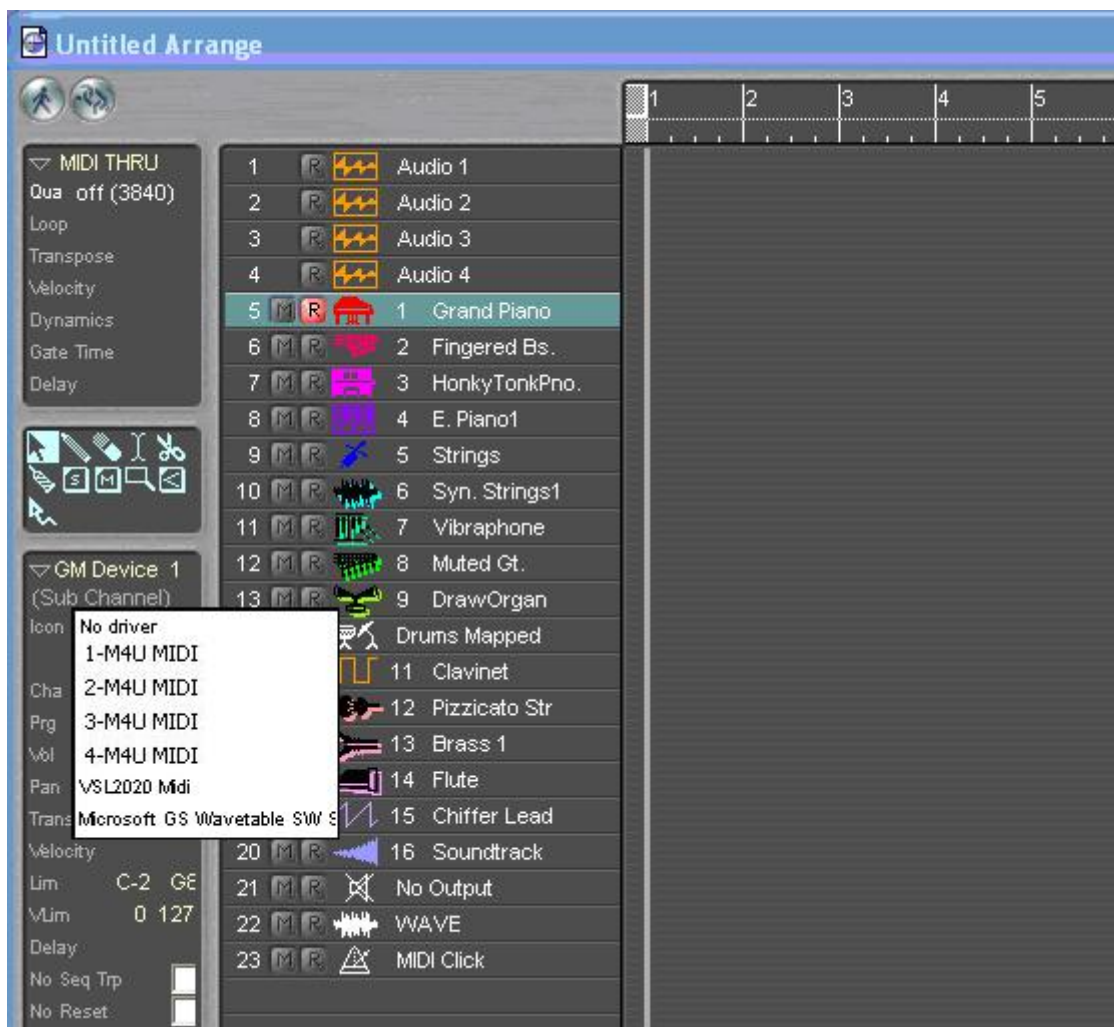 Untitled Arrange
1 2 3 4 5
MIDI THRU
Qua off (3840)
Loop
Transpose
Velocity
Dynamics
Gate Time
Delay
GM Device 1
(Sub Channel)
Icon
Cha
Prg
Vol
Pan
Trans
Velocity
Lim C-2 G8
VLim 0 127
Delay
No Seq Trp
No Reset
No driver
1-M4U MIDI
2-M4U MIDI
3-M4U MIDI
4-M4U MIDI
VSL2020 Midi
Microsoft GS Wavetable SW S
1 R Audio 1
2 R Audio 2
3 R Audio 3
4 R Audio 4
5 M R 1 Grand Piano
6 M R 2 Fingered Bs.
7 M R 3 HonkyTonkPno.
8 M R 4 E. Piano1
9 M R 5 Strings
10 M R 6 Syn. Strings1
11 M R 7 Vibraphone
12 M R 8 Muted Gt.
13 M R 9 DrawOrgan
Drums Mapped
11 Clavinet
12 Pizzicato Str
13 Brass 1
14 Flute
15 Chiffer Lead
20 M R 16 Soundtrack
21 M R No Output
22 M R WAVE
23 M R MIDI Click